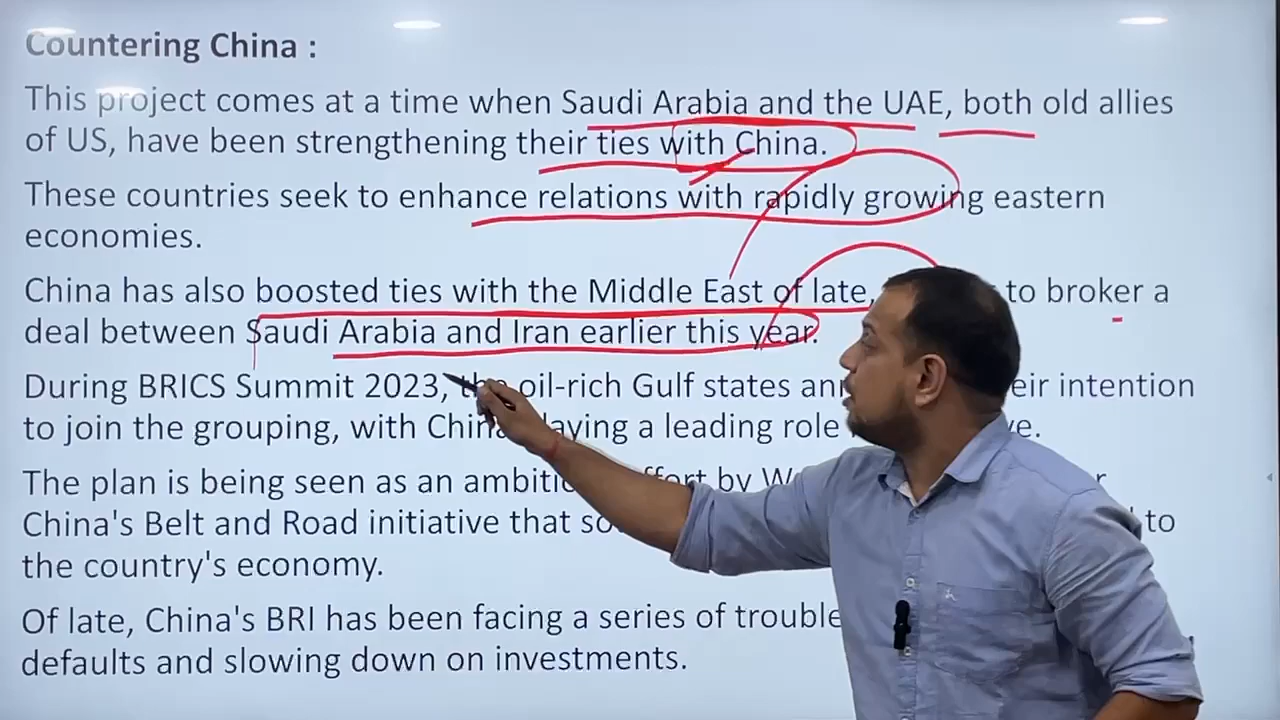 Countering China :
This project comes at a time when Saudi Arabia and the UAE, both old allies
of US, have been strengthening their ties with China.
These countries seek to enhance relations with rapidly growing eastern
economies.
China has also boosted ties with the Middle East of late, to broker a
deal between Saudi Arabia and Iran earlier this year.
During BRICS Summit 2023, the oil-rich Gulf states intention
to join the grouping, with China playing a leading role
The plan is being seen as an by
China's Belt and Road initiative that to
the country's economy.
Of late, China's BRI has been facing a series of
defaults and slowing down on investments.